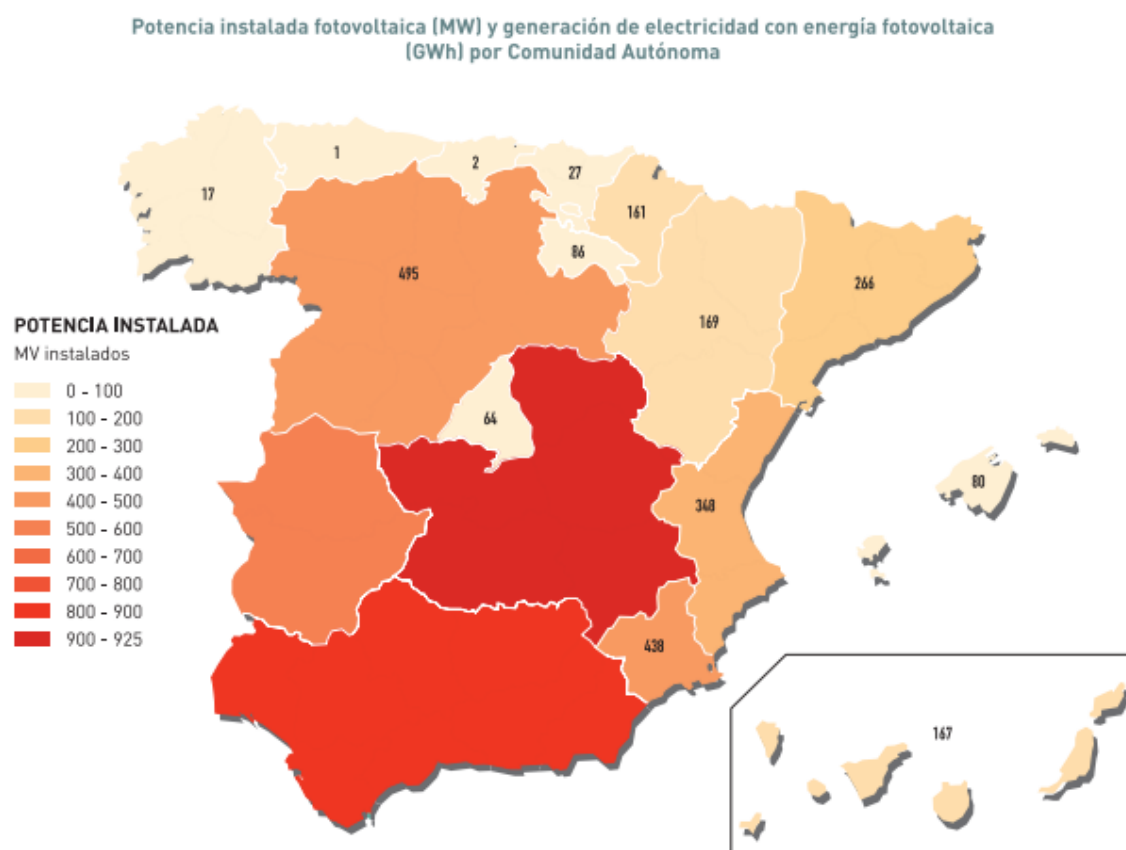 Potencia instalada fotovoltaica (MW) y generación de electricidad con energía fotovoltaica
(GWh) por Comunidad Autónoma
1
2
27
17
161
86
495
266
169
POTENCIA INSTALADA
MV instalados
0 - 100
100 - 200
200 - 300
300 - 400
400 - 500
500 - 600
600 - 700
700 - 800
800 - 900
900 - 925
64
80
348
438
167